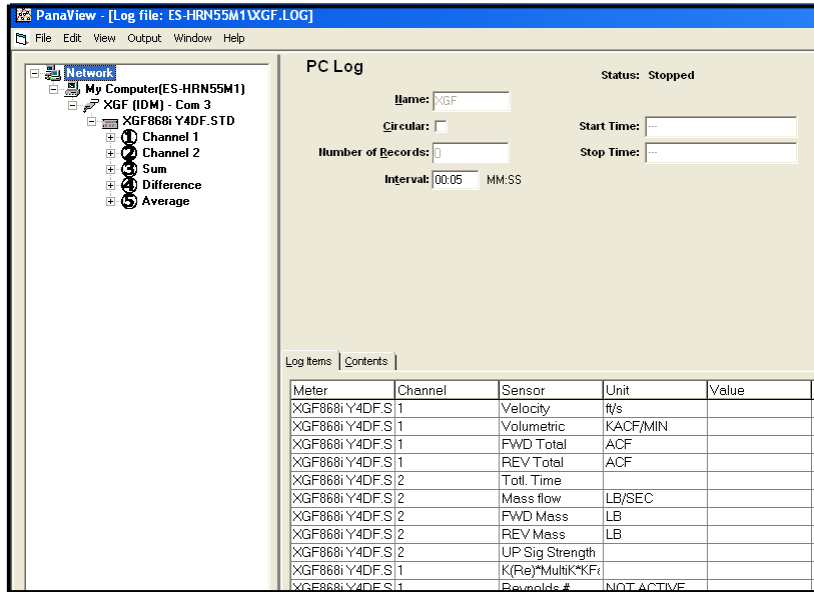 PanaView - [Log file: ES-HRN55M1\XGF.LOG]
File Edit View Output Window Help
Network
My Computer(ES-HRN55M1)
XGF (IDM) - Com 3
XGF868i Y4DF.STD
1 Channel 1
2 Channel 2
3 Sum
4 Difference
5 Average
PC Log
Status: Stopped
Name: XGF
Circular:
Start Time: ---
Number of Records: 0
Stop Time: ---
Interval: 00:05 MM:SS
Log Items Contents
Meter Channel Sensor Unit Value
XGF868i Y4DF.S 1 Velocity ft/s
XGF868i Y4DF.S 1 Volumetric KACF/MIN
XGF868i Y4DF.S 1 FWD Total ACF
XGF868i Y4DF.S 1 REV Total ACF
XGF868i Y4DF.S 2 Totl. Time
XGF868i Y4DF.S 2 Mass flow LB/SEC
XGF868i Y4DF.S 2 FWD Mass LB
XGF868i Y4DF.S 2 REV Mass LB
XGF868i Y4DF.S 2 UP Sig Strength
XGF868i Y4DF.S 1 K(Re)*MultiK*KFa
XGF868i Y4DF.S 1 Reynolds # NOT ACTIVE